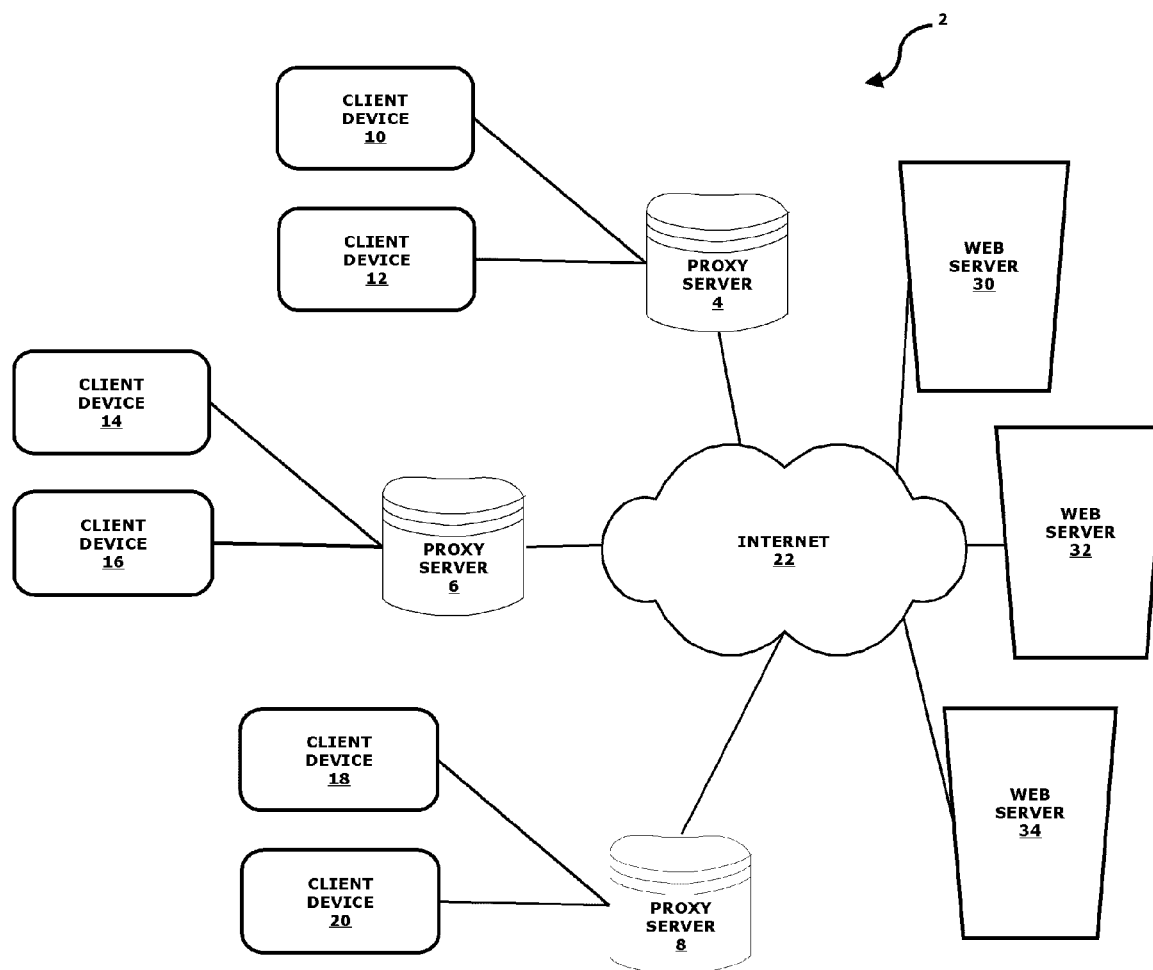 2
CLIENT
DEVICE
10
CLIENT
DEVICE
12
PROXY
SERVER
4
WEB
SERVER
30
CLIENT
DEVICE
14
CLIENT
DEVICE
16
PROXY
SERVER
6
INTERNET
22
WEB
SERVER
32
CLIENT
DEVICE
18
CLIENT
DEVICE
20
PROXY
SERVER
8
WEB
SERVER
34